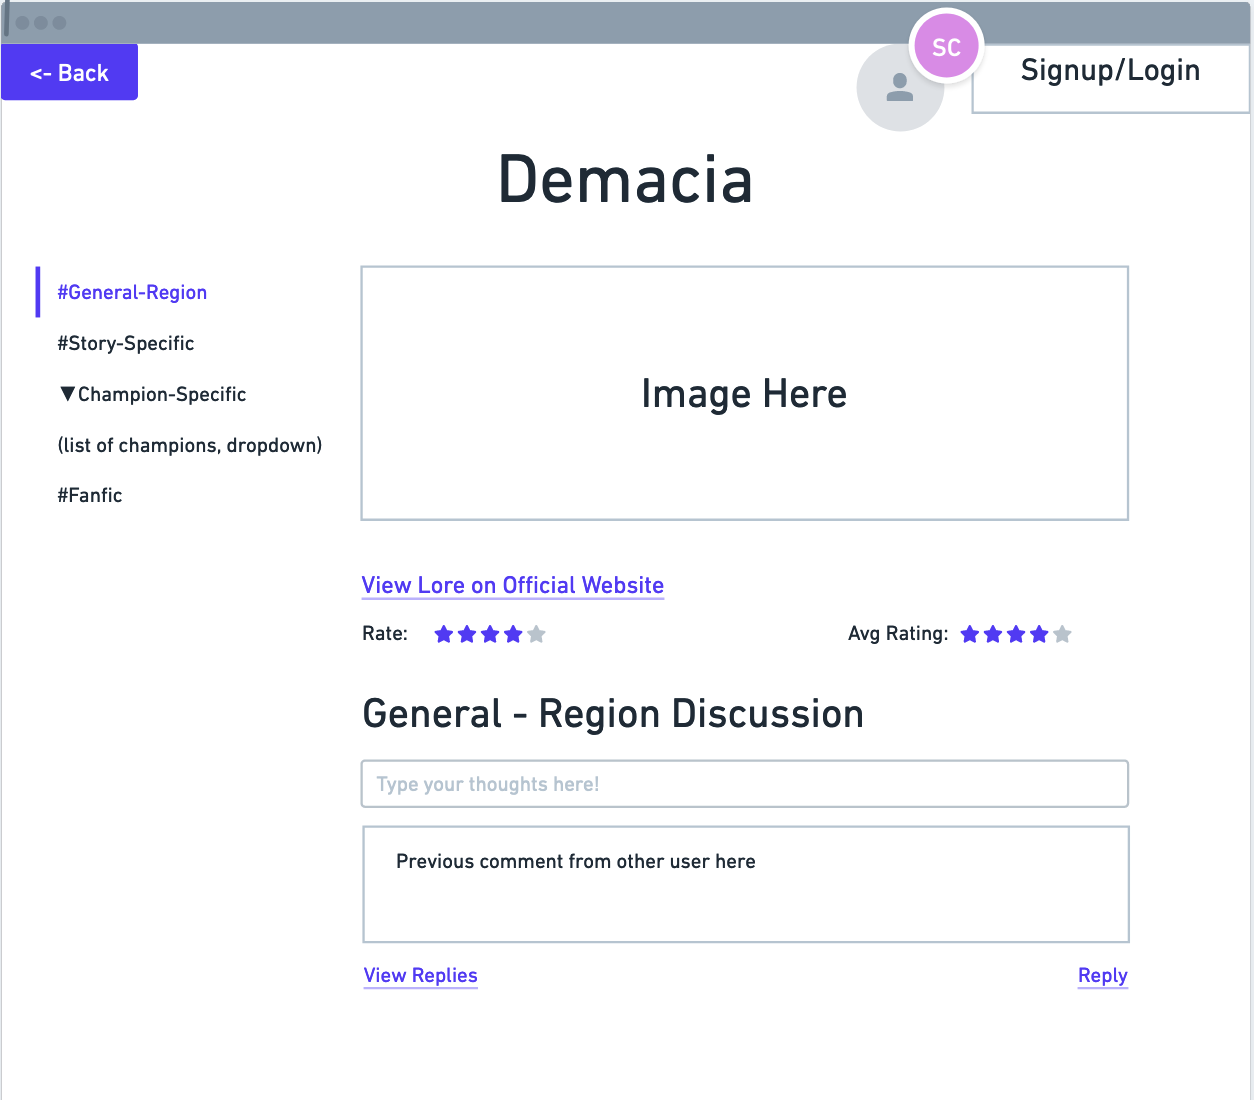 SC
<- Back
Signup/Login
Demacia
#General-Region
#Story-Specific
▼Champion-Specific
(list of champions, dropdown)
#Fanfic
Image Here
View Lore on Official Website
Rate:
Avg Rating:
General - Region Discussion
Type your thoughts here!
Previous comment from other user here
View Replies
Reply